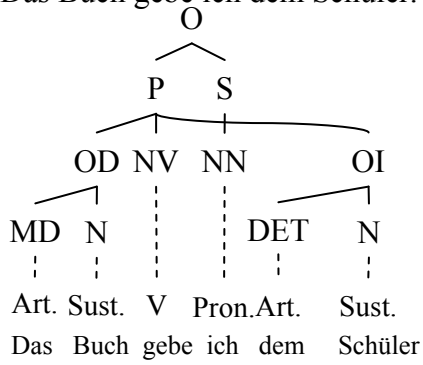 Das Buch gebe ich dem Schüler.
O
P S
OD NV NN OI
MD N DET N
Art. Sust. V Pron. Art. Sust.
Das Buch gebe ich dem Schüler